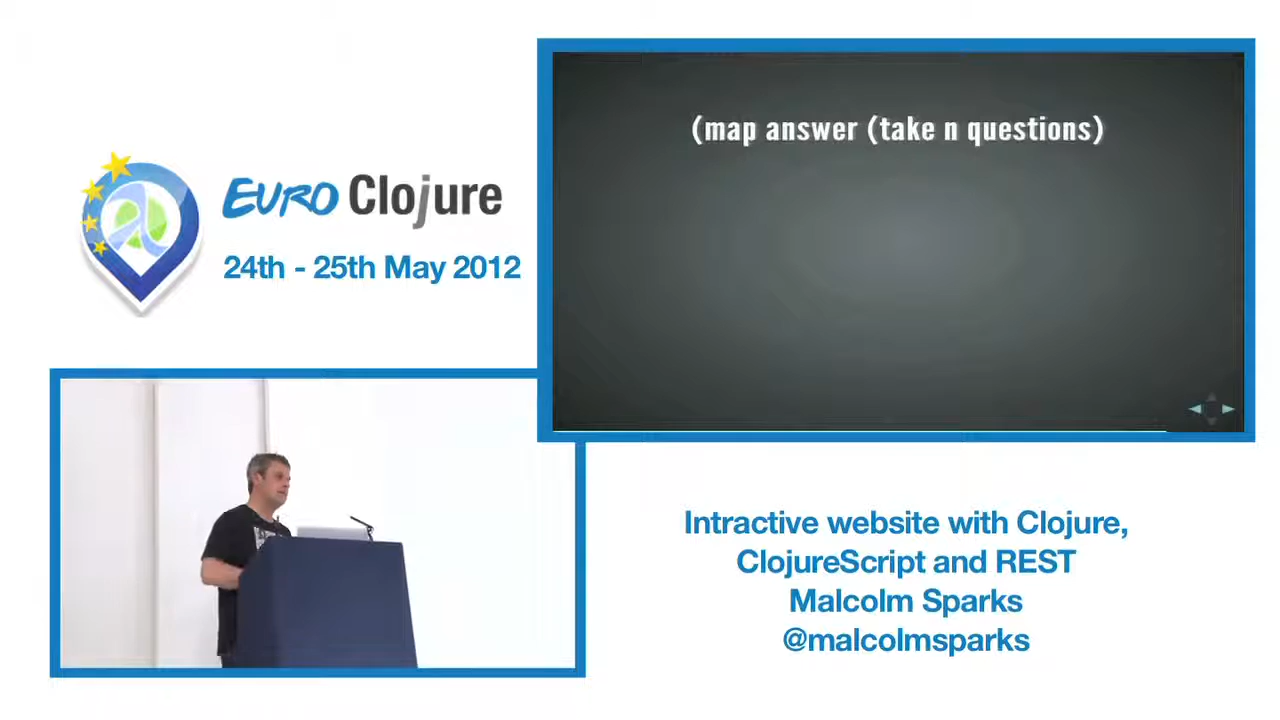 (map answer (take n questions)
EURO Clojure
24th - 25th May 2012
Intractive website with Clojure,
ClojureScript and REST
Malcolm Sparks
@malcolmsparks